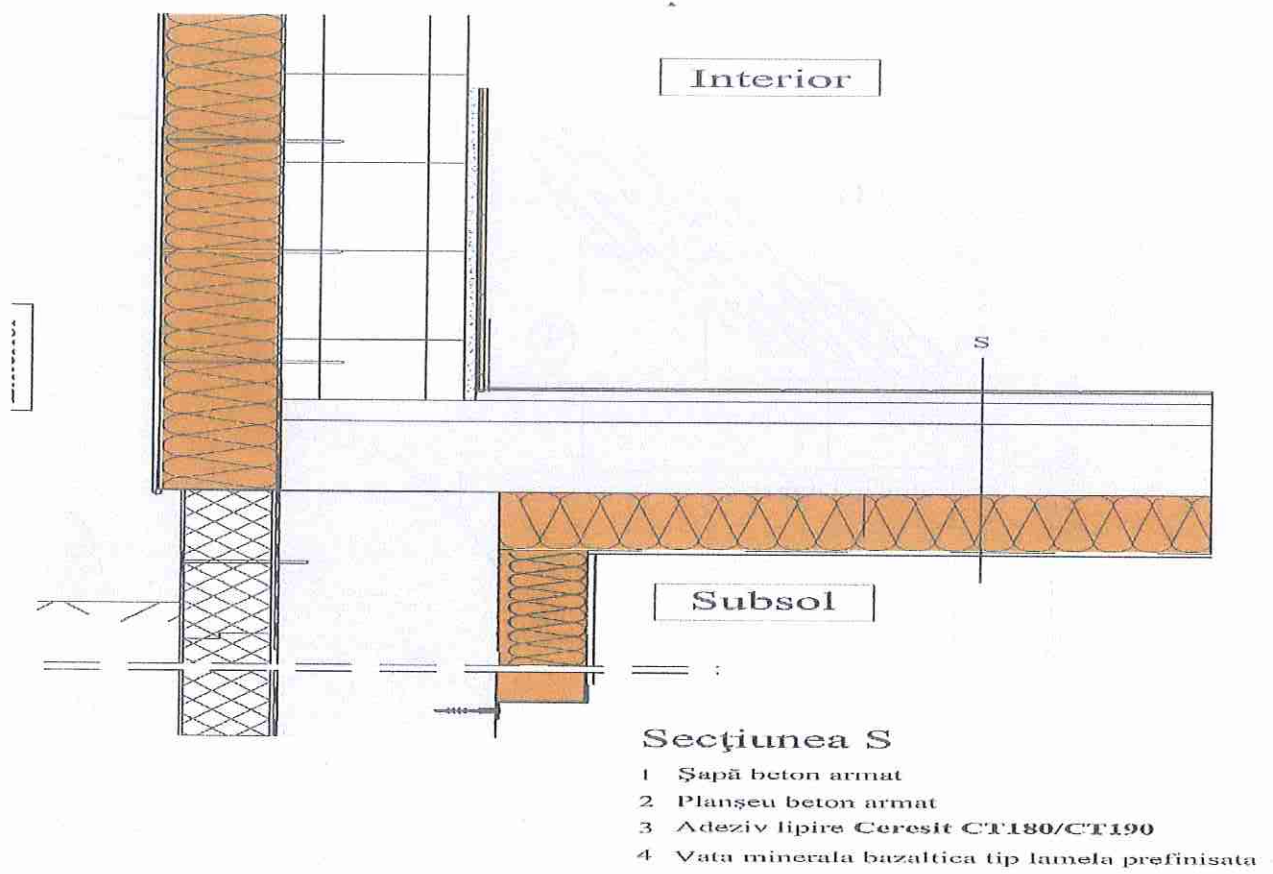 Interior
S
Subsol
Secţiunea S
1 Şapă beton armat
2 Planşeu beton armat
3 Adeziv lipire Ceresit CT180/CT190
4 Vata minerala bazaltica tip lamela prefinisata